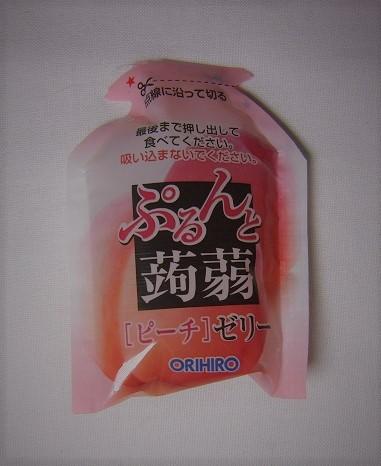 点線に沿って切る
最後まで押し出して
食べてください。
吸い込まないでください。
ぷるんと
蒟蒻
[ピーチ]ゼリー
ORIHIRO